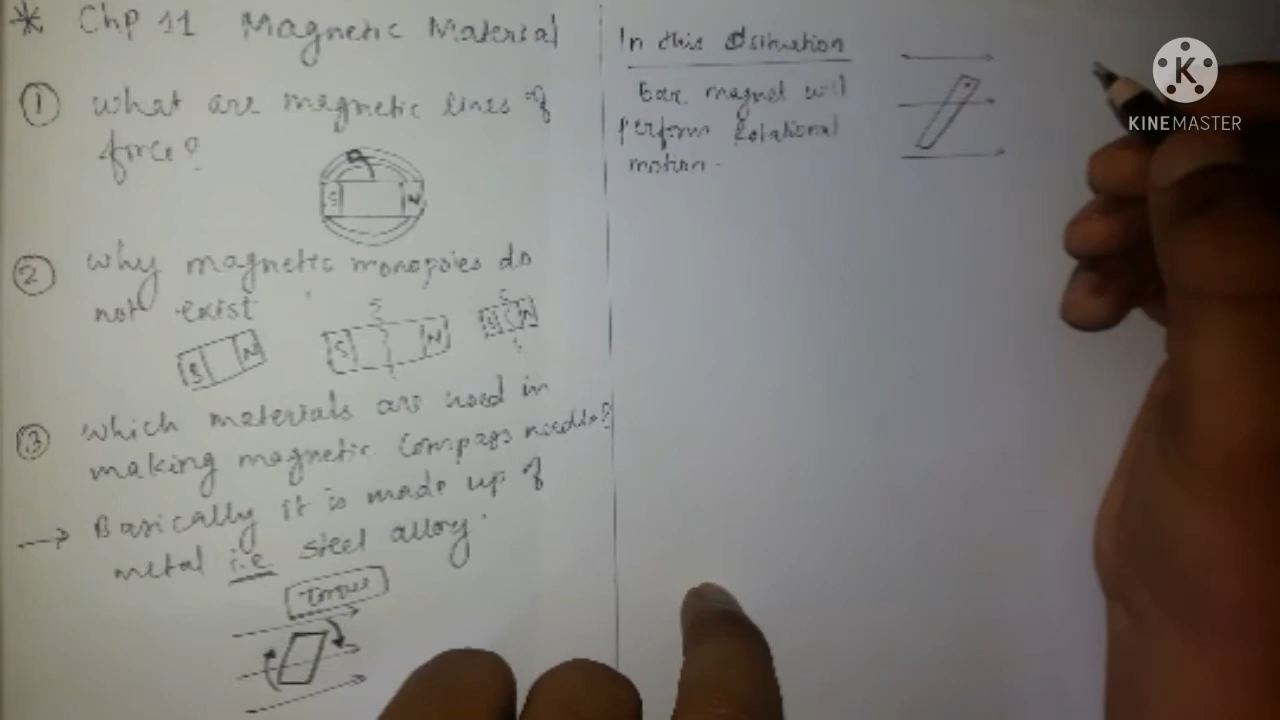 * Chp 11 Magnetic Material
① What are magnetic lines of
force?
S N
② Why magnetic monopoles do
not exist
S N S N S N
③ Which materials are used in
making magnetic Compass needle?
→ Basically it is made up of
metal i.e. steel alloy.
Torque
In this situation
Bar magnet will
perform Rotational
motion.
K
KINEMASTER